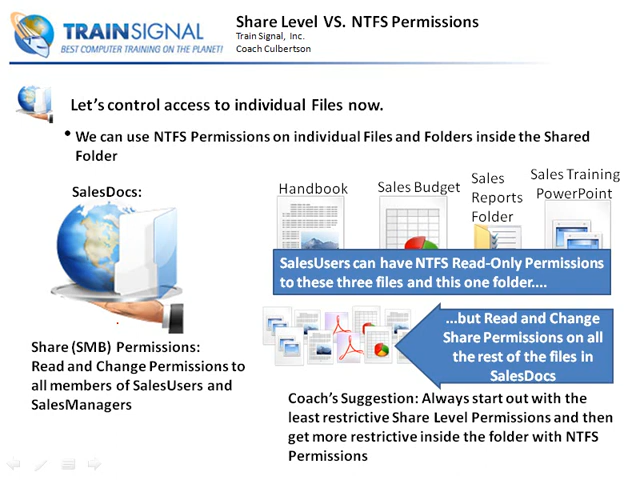 TRAINSIGNAL
BEST COMPUTER TRAINING ON THE PLANET!
Share Level VS. NTFS Permissions
Train Signal, Inc.
Coach Culbertson
Let's control access to individual Files now.
• We can use NTFS Permissions on individual Files and Folders inside the Shared
Folder
SalesDocs:
Handbook
Sales Budget
Sales
Reports
Folder
Sales Training
PowerPoint
SalesUsers can have NTFS Read-Only Permissions
to these three files and this one folder....
...but Read and Change
Share Permissions on all
the rest of the files in
SalesDocs
Share (SMB) Permissions:
Read and Change Permissions to
all members of SalesUsers and
SalesManagers
Coach's Suggestion: Always start out with the
least restrictive Share Level Permissions and then
get more restrictive inside the folder with NTFS
Permissions